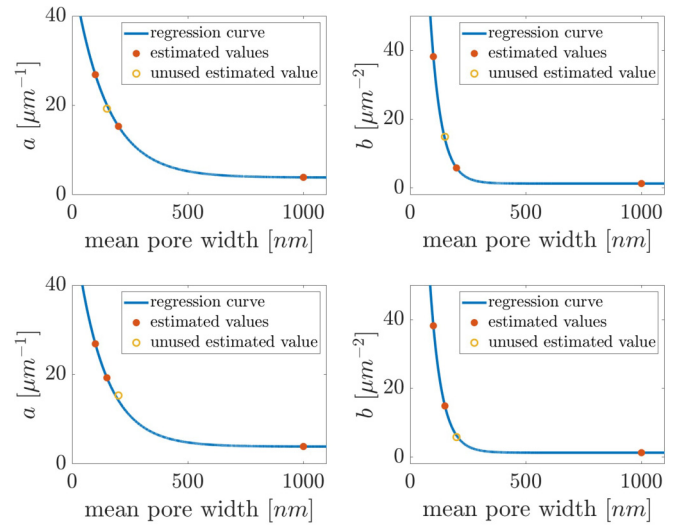 40
20
0
a [μm⁻¹]
regression curve
estimated values
unused estimated value
0 500 1000
mean pore width [nm]
40
20
0
b [μm⁻²]
regression curve
estimated values
unused estimated value
0 500 1000
mean pore width [nm]
40
20
0
a [μm⁻¹]
regression curve
estimated values
unused estimated value
0 500 1000
mean pore width [nm]
40
20
0
b [μm⁻²]
regression curve
estimated values
unused estimated value
0 500 1000
mean pore width [nm]